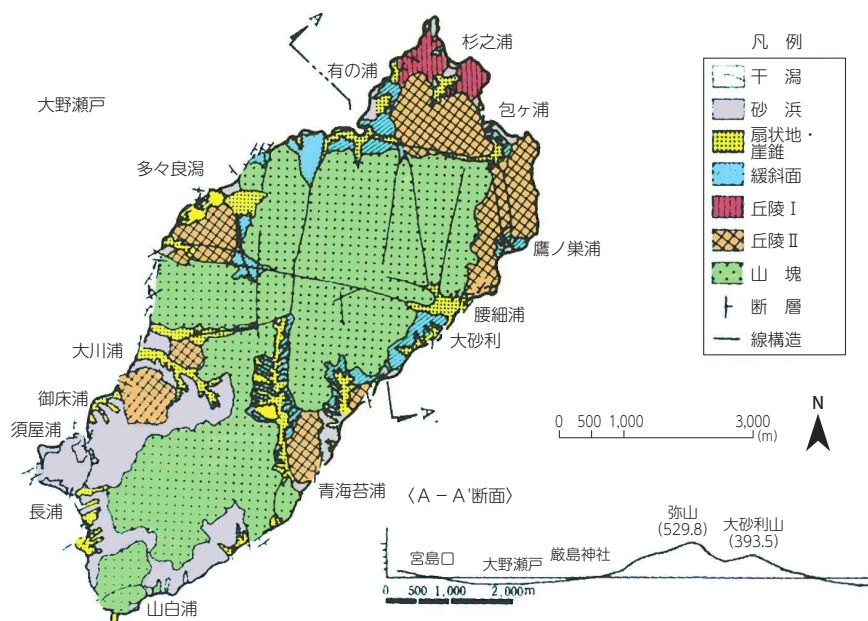 A
杉之浦
有の浦
大野瀬戸
包ヶ浦
多々良潟
鷹ノ巣浦
腰細浦
大砂利
大川浦
御床浦
須屋浦
A'
青海苔浦
長浦
山白浦
凡例
干潟
砂浜
扇状地・
崖錐
緩斜面
丘陵Ⅰ
丘陵Ⅱ
山塊
断層
線構造
0 500 1,000 3,000
(m)
N
〈A－A'断面〉
弥山
(529.8)
大砂利山
(393.5)
宮島口
大野瀬戸
厳島神社
0 500 1,000 2,000m